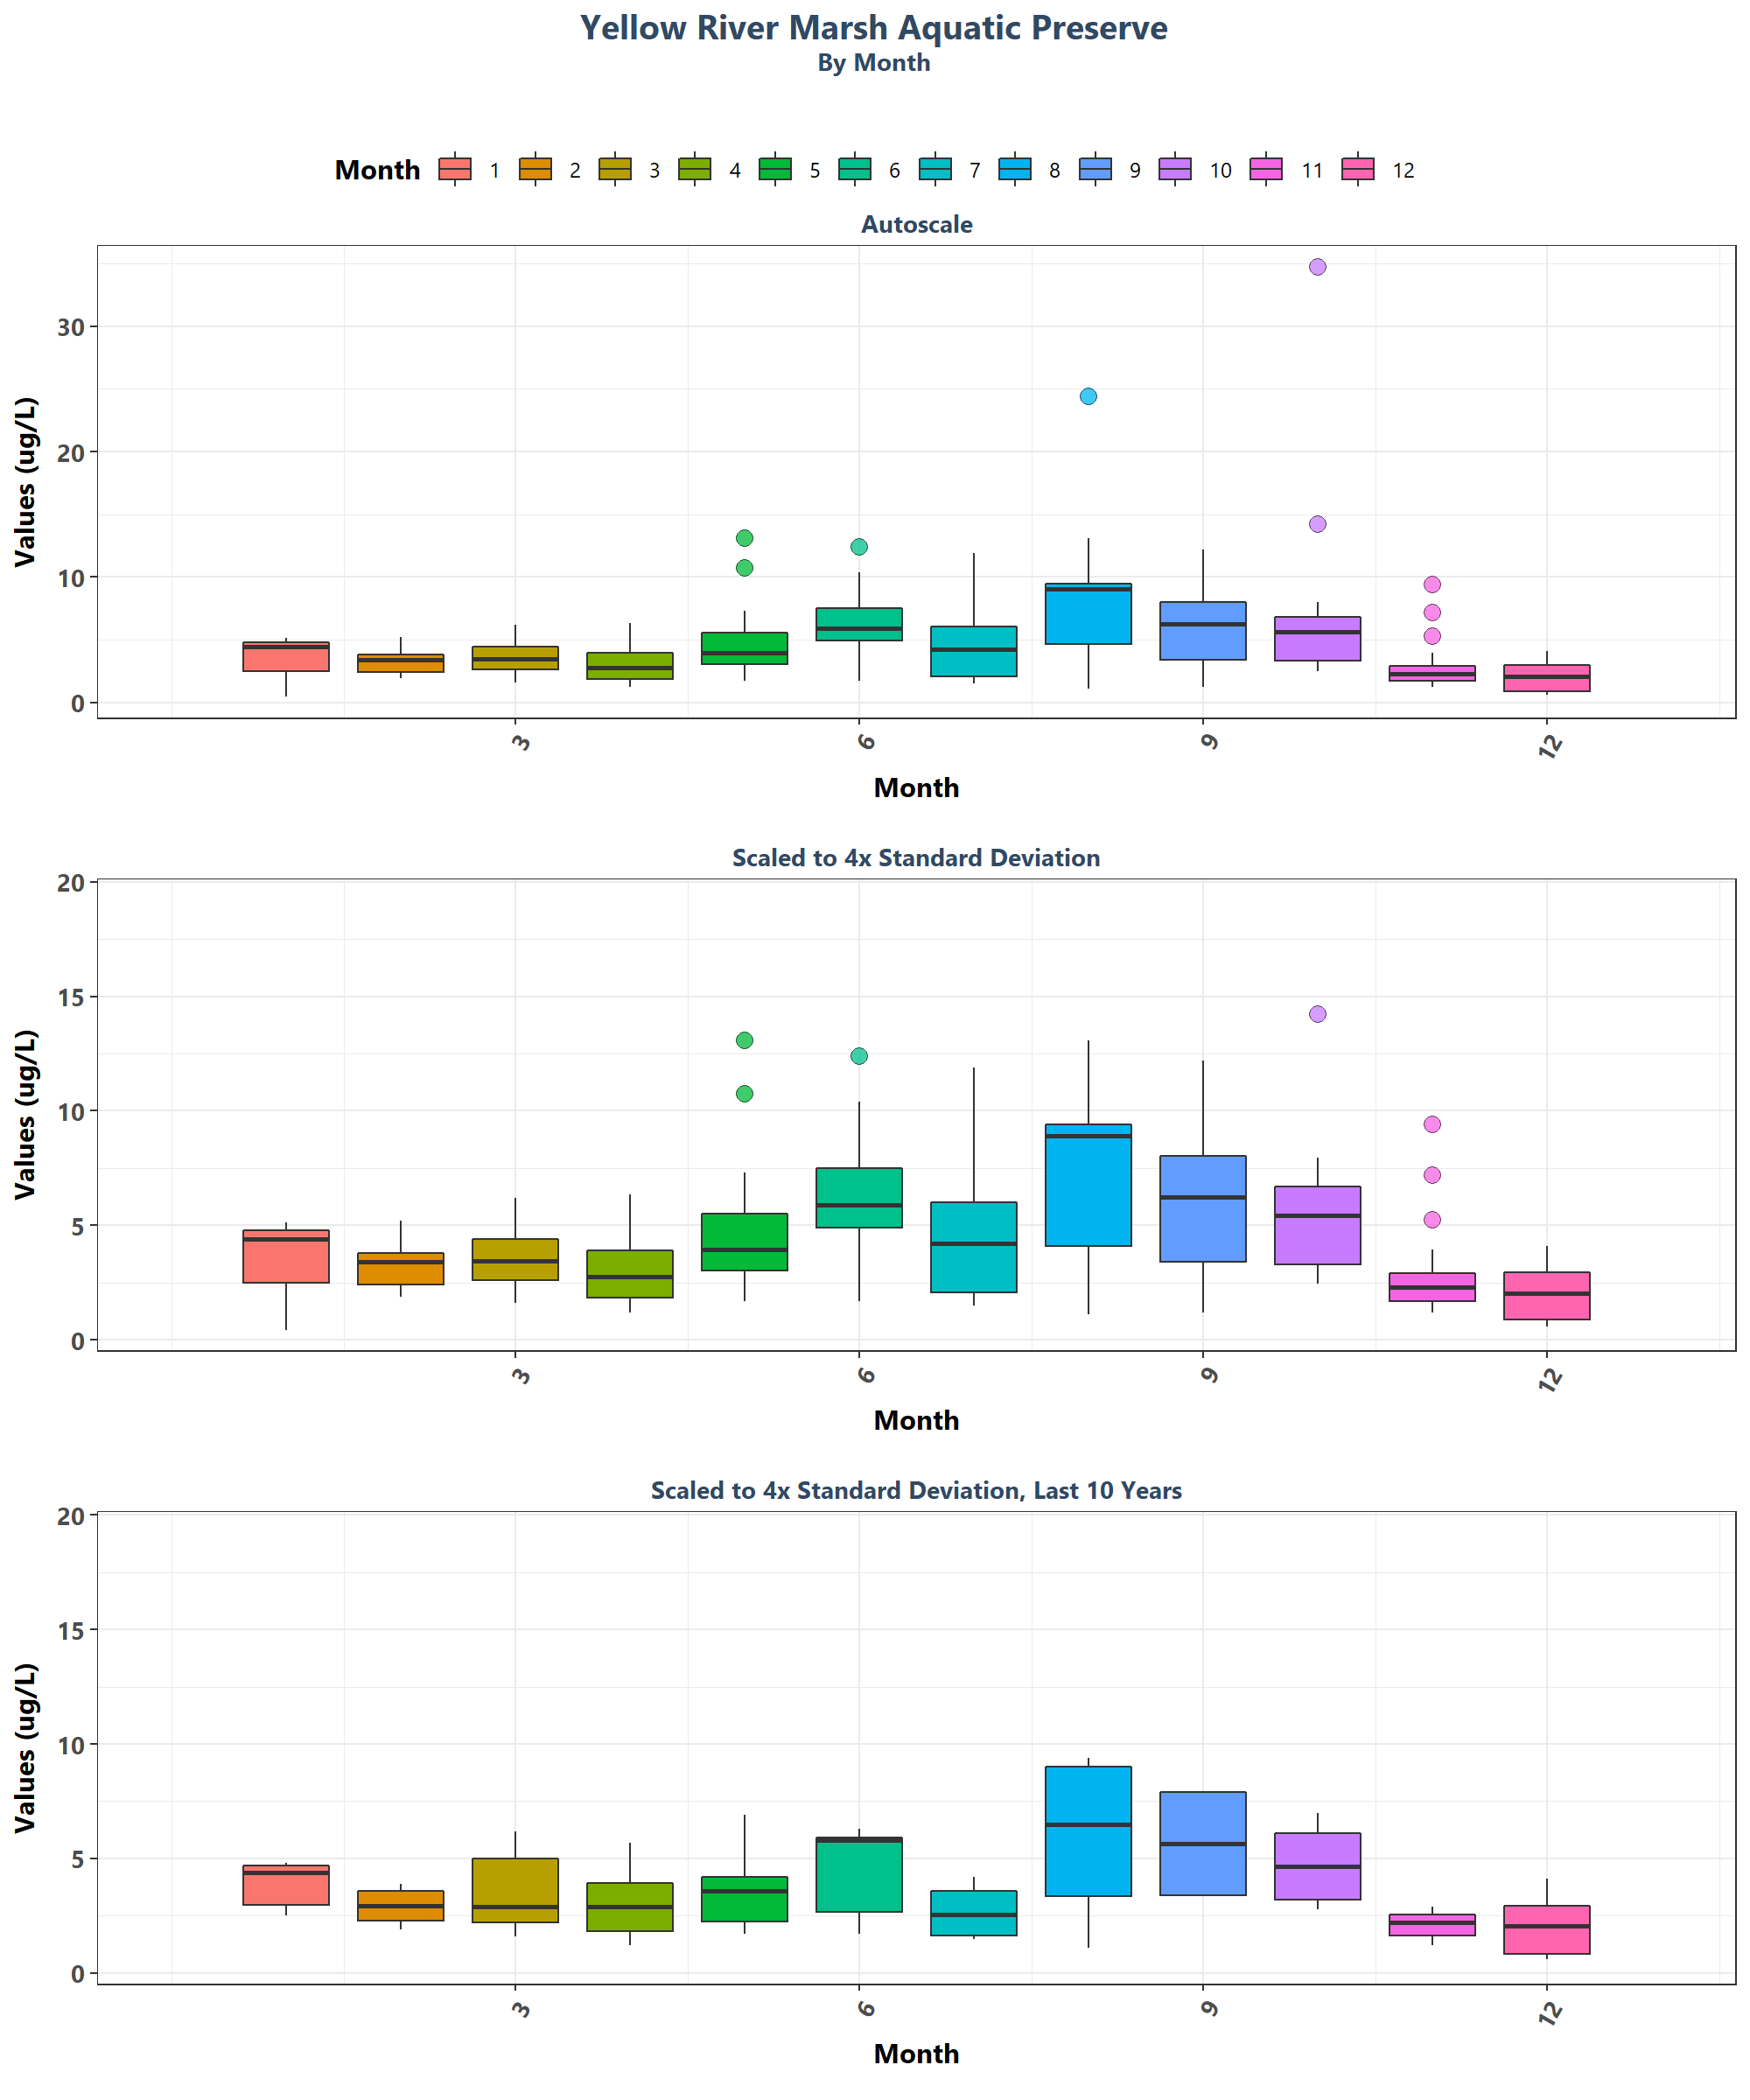 Yellow River Marsh Aquatic Preserve
By Month
Month 1 2 3 4 5 6 7 8 9 10 11 12
Autoscale
Values (ug/L)
30
20
10
0
3 6 9 12
Month
Scaled to 4x Standard Deviation
Values (ug/L)
20
15
10
5
0
3 6 9 12
Month
Scaled to 4x Standard Deviation, Last 10 Years
Values (ug/L)
20
15
10
5
0
3 6 9 12
Month